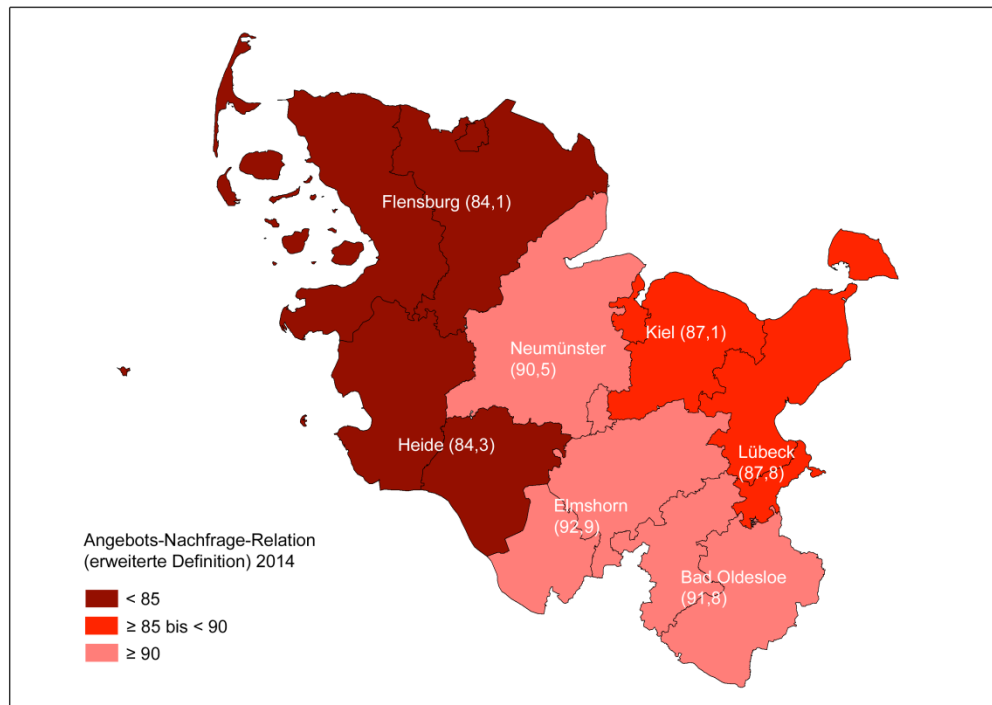 Flensburg (84,1)
Neumünster
(90,5)
Kiel (87,1)
Heide (84,3)
Lübeck
(87,8)
Elmshorn
(92,9)
Bad Oldesloe
(91,8)
Angebots-Nachfrage-Relation
(erweiterte Definition) 2014
< 85
≥ 85 bis < 90
≥ 90